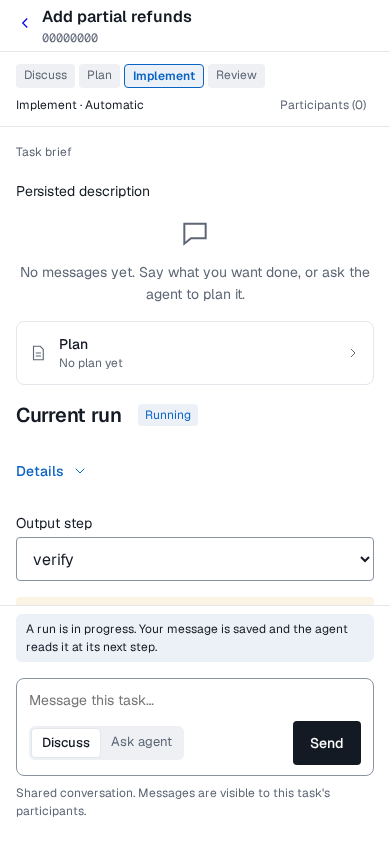 Add partial refunds
00000000
Discuss
Plan
Implement
Review
Implement · Automatic
Participants (0)
Task brief
Persisted description
No messages yet. Say what you want done, or ask the
agent to plan it.
Plan
No plan yet
Current run
Running
Details
Output step
verify
A run is in progress. Your message is saved and the agent
reads it at its next step.
Message this task...
Discuss
Ask agent
Send
Shared conversation. Messages are visible to this task's
participants.